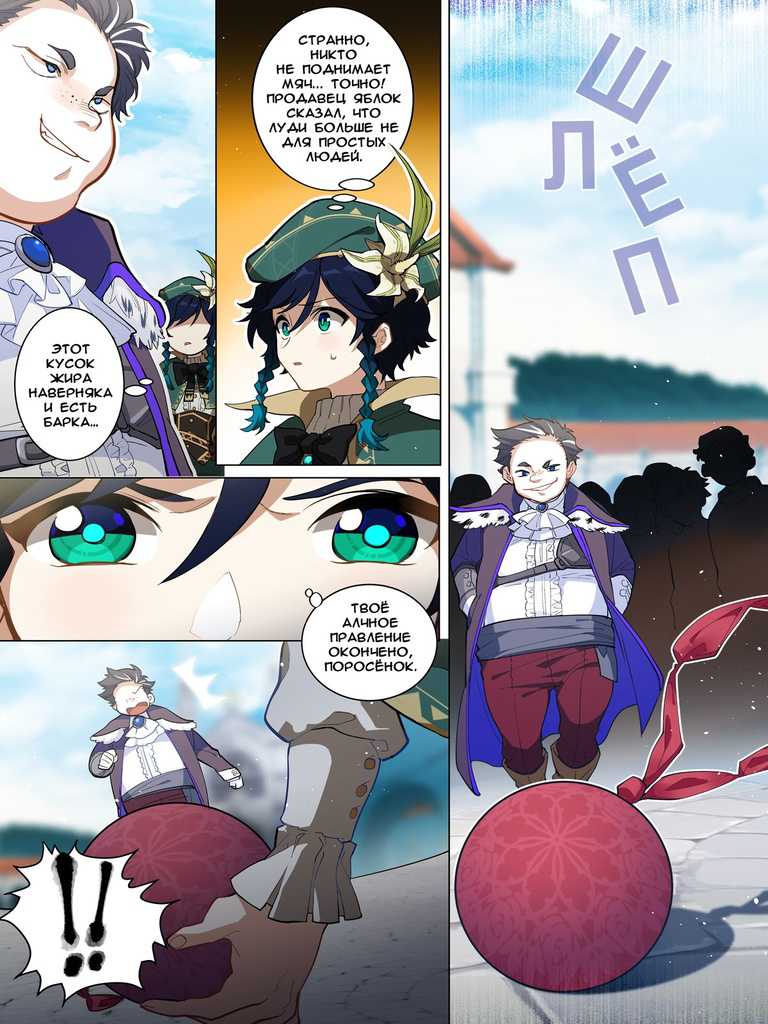 СТРАННО,
НИКТО
НЕ ПОДНИМАЕТ
МЯЧ... ТОЧНО!
ПРОДАВЕЦ ЯБЛОК
СКАЗАЛ, ЧТО
ЛУДИ БОЛЬШЕ НЕ
ДЛЯ ПРОСТЫХ
ЛЮДЕЙ.
ЭТОТ
КУСОК
ЖИРА
НАВЕРНЯКА
И ЕСТЬ
БАРКА...
ТВОЁ
АЛЧНОЕ
ПРАВЛЕНИЕ
ОКОНЧЕНО,
ПОРОСЁНОК.
!!
ШЛЁП